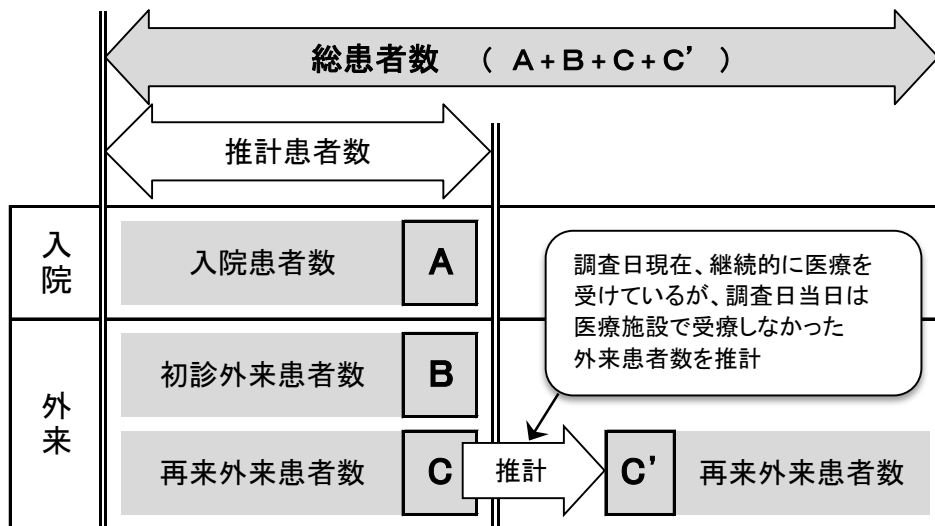 総患者数 （ A+B+C+C’ ）
推計患者数
入院
入院患者数 A
調査日現在、継続的に医療を
受けているが、調査日当日は
医療施設で受療しなかった
外来患者数を推計
外来
初診外来患者数 B
再来外来患者数 C 推計 C’ 再来外来患者数